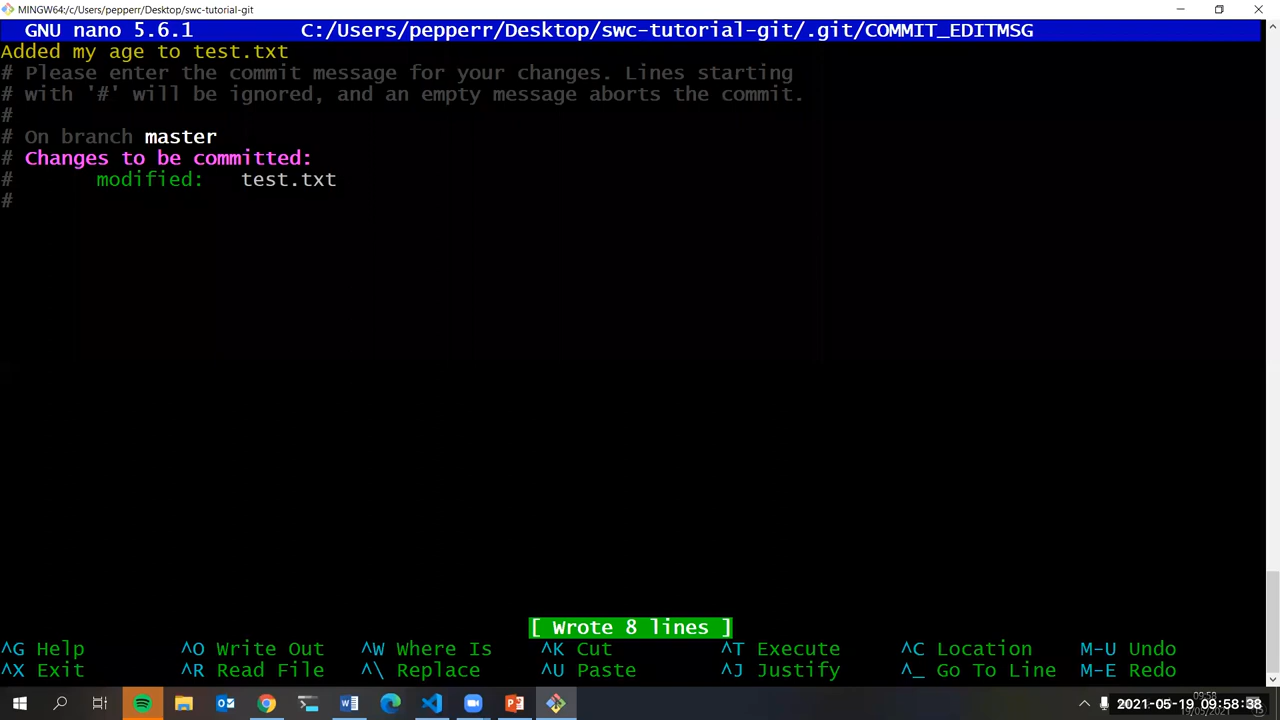 MINGW64:/c/Users/pepperr/Desktop/swc-tutorial-git
GNU nano 5.6.1 C:/Users/pepperr/Desktop/swc-tutorial-git/.git/COMMIT_EDITMSG
Added my age to test.txt
# Please enter the commit message for your changes. Lines starting
# with '#' will be ignored, and an empty message aborts the commit.
#
# On branch master
# Changes to be committed:
# modified: test.txt
#
[ Wrote 8 lines ]
^G Help ^O Write Out ^W Where Is ^K Cut ^T Execute ^C Location M-U Undo
^X Exit ^R Read File ^\ Replace ^U Paste ^J Justify ^_ Go To Line M-E Redo
09:58
2021-05-19 09:58:38